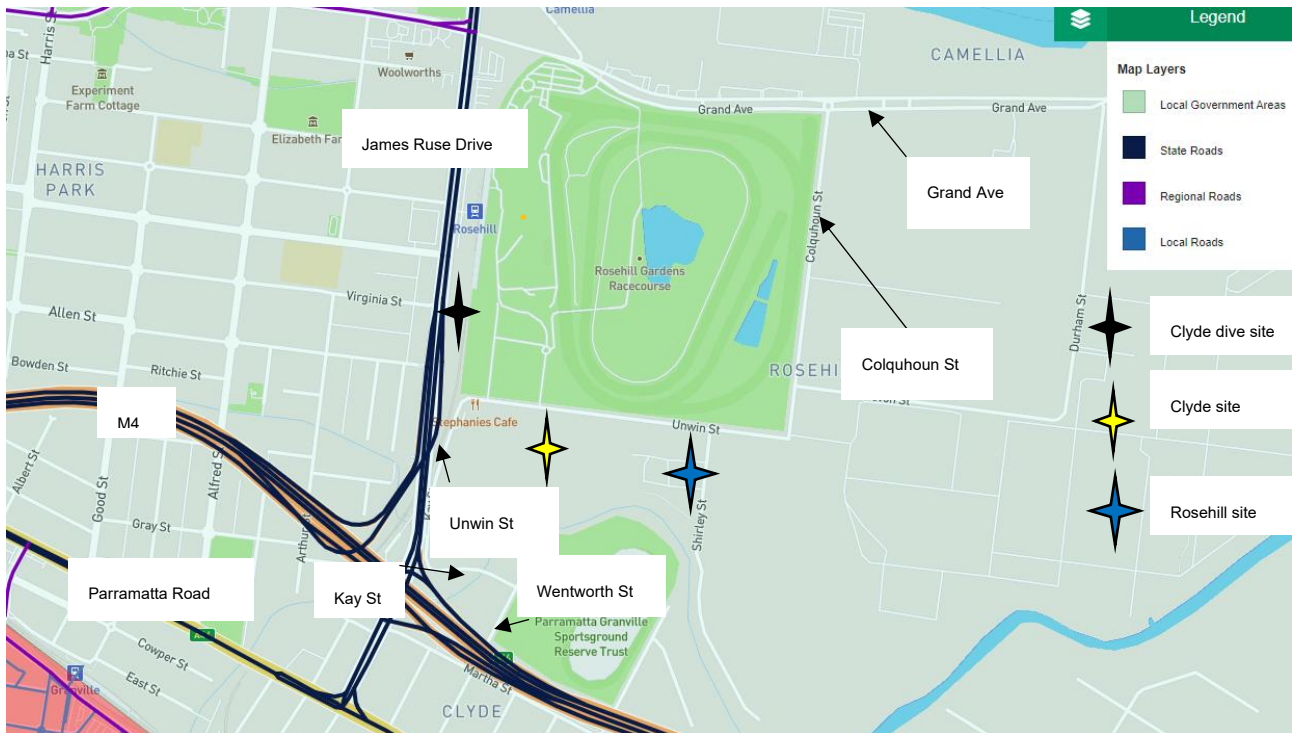 Camellia
Legend
Harris St
CAMELLIA
Woolworths
Map Layers
Experiment
Farm Cottage
Grand Ave
Grand Ave
Local Government Areas
Elizabeth Far
James Ruse Drive
State Roads
HARRIS
PARK
Grand Ave
Regional Roads
Colquhoun St
Rosehill
Local Roads
Rosehill Gardens
Racecourse
Virginia St
Allen St
Durham St
Clyde dive site
Bowden St
Ritchie St
ROSEHI
Colquhoun St
M4
Stephanies Cafe
Unwin St
Clyde site
Albert St
Good St
Alfred S
Gray St
Arthur St
Unwin St
Shirley St
Rosehill site
Parramatta Road
Kay St
Wentworth St
Parramatta Granville
Sportsground
Reserve Trust
Cowper St
East St
Granville
Martha St
CLYDE